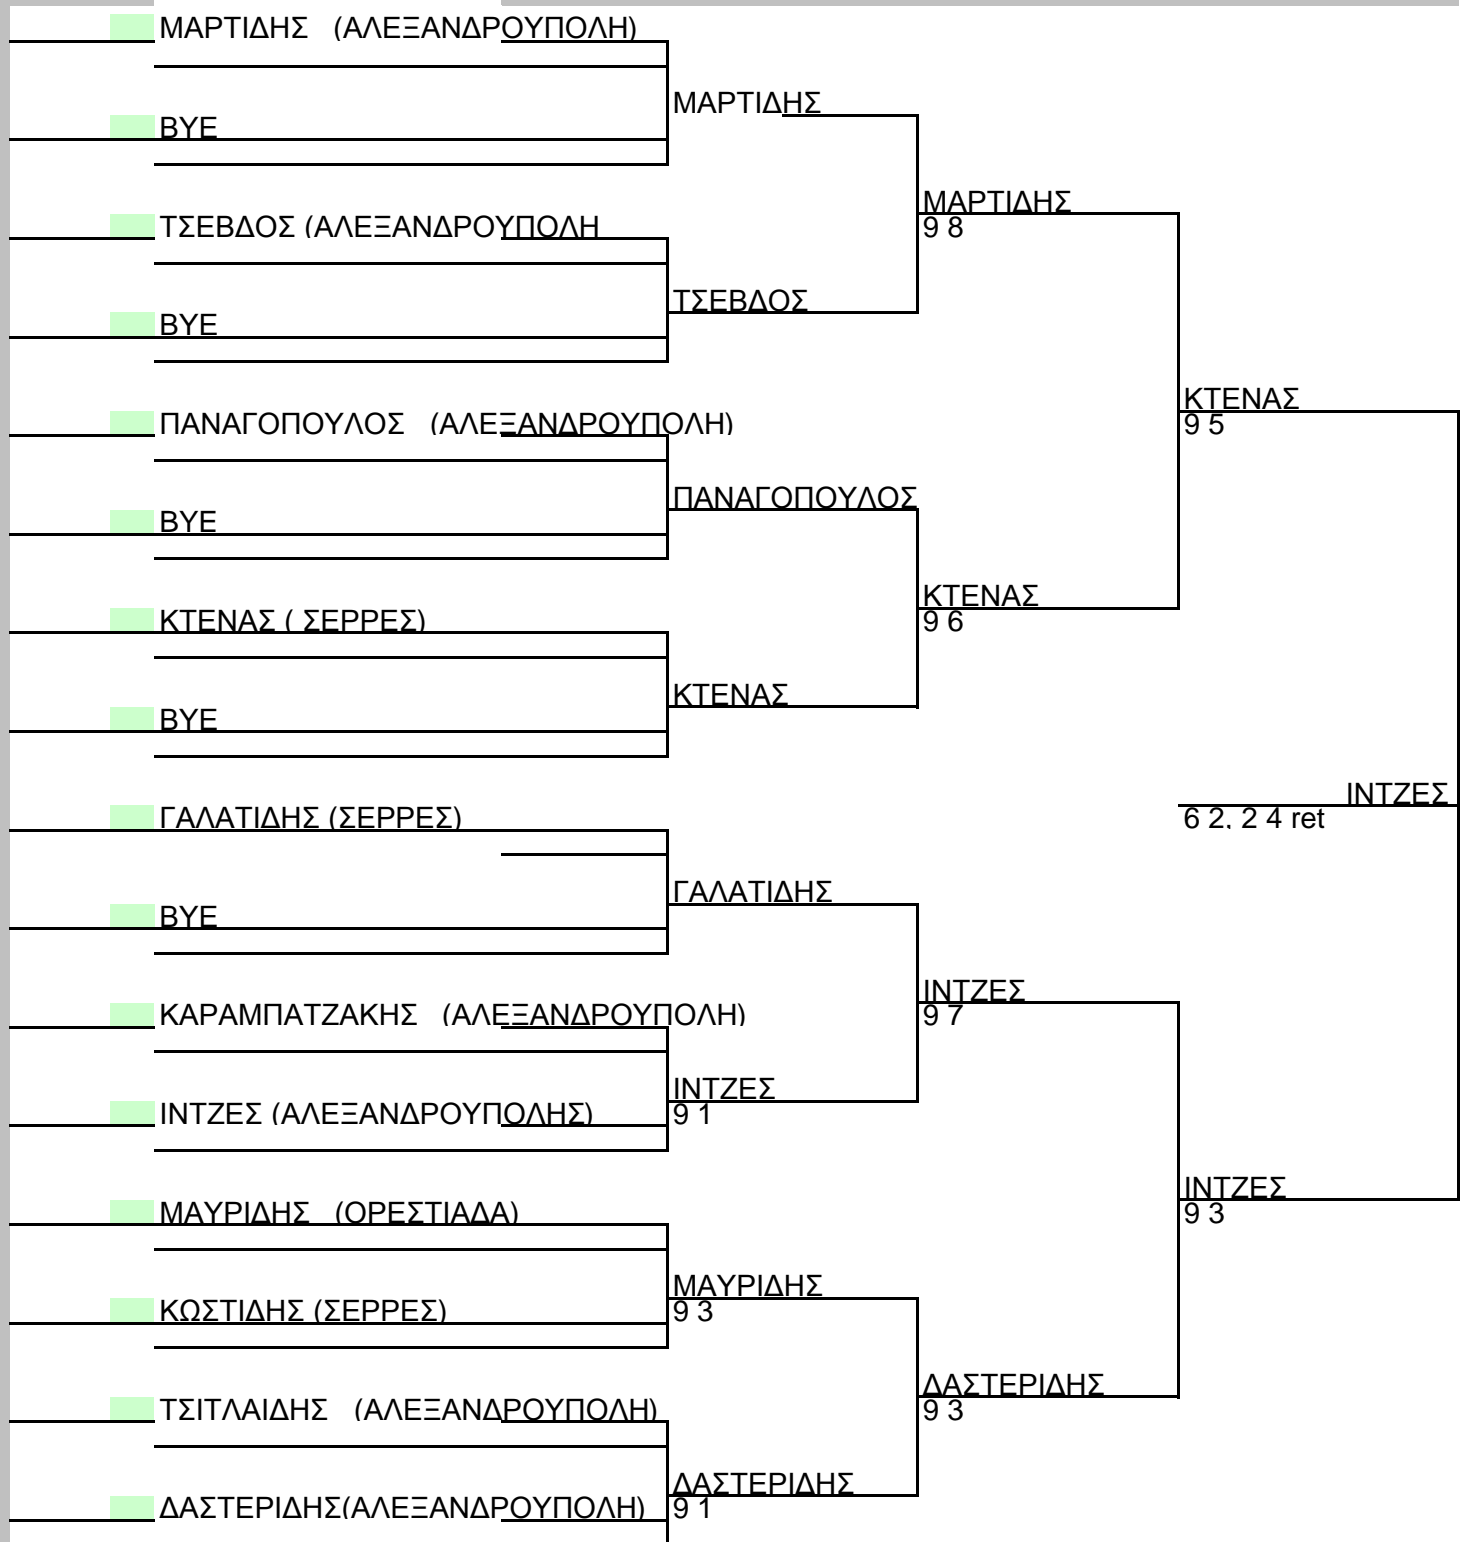 ΜΑΡΤΙΔΗΣ (ΑΛΕΞΑΝΔΡΟΥΠΟΛΗ)
ΜΑΡΤΙΔΗΣ
BYE
ΜΑΡΤΙΔΗΣ
9 8
ΤΣΕΒΔΟΣ (ΑΛΕΞΑΝΔΡΟΥΠΟΛΗ
ΤΣΕΒΔΟΣ
BYE
ΚΤΕΝΑΣ
9 5
ΠΑΝΑΓΟΠΟΥΛΟΣ (ΑΛΕΞΑΝΔΡΟΥΠΟΛΗ)
ΠΑΝΑΓΟΠΟΥΛΟΣ
BYE
ΚΤΕΝΑΣ
9 6
ΚΤΕΝΑΣ ( ΣΕΡΡΕΣ)
ΚΤΕΝΑΣ
BYE
ΙΝΤΖΕΣ
6 2, 2 4 ret
ΓΑΛΑΤΙΔΗΣ (ΣΕΡΡΕΣ)
ΓΑΛΑΤΙΔΗΣ
BYE
ΙΝΤΖΕΣ
9 7
ΚΑΡΑΜΠΑΤΖΑΚΗΣ (ΑΛΕΞΑΝΔΡΟΥΠΟΛΗ)
ΙΝΤΖΕΣ
9 1
ΙΝΤΖΕΣ (ΑΛΕΞΑΝΔΡΟΥΠΟΛΗΣ)
ΙΝΤΖΕΣ
9 3
ΜΑΥΡΙΔΗΣ (ΟΡΕΣΤΙΑΔΑ)
ΜΑΥΡΙΔΗΣ
9 3
ΚΩΣΤΙΔΗΣ (ΣΕΡΡΕΣ)
ΔΑΣΤΕΡΙΔΗΣ
9 3
ΤΣΙΤΛΑΙΔΗΣ (ΑΛΕΞΑΝΔΡΟΥΠΟΛΗ)
ΔΑΣΤΕΡΙΔΗΣ
9 1
ΔΑΣΤΕΡΙΔΗΣ(ΑΛΕΞΑΝΔΡΟΥΠΟΛΗ)